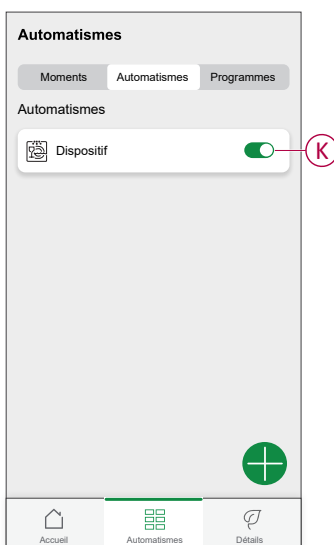 Automatismes
Moments Automatismes Programmes
Automatismes
Dispositif
K
Accueil Automatismes Détails